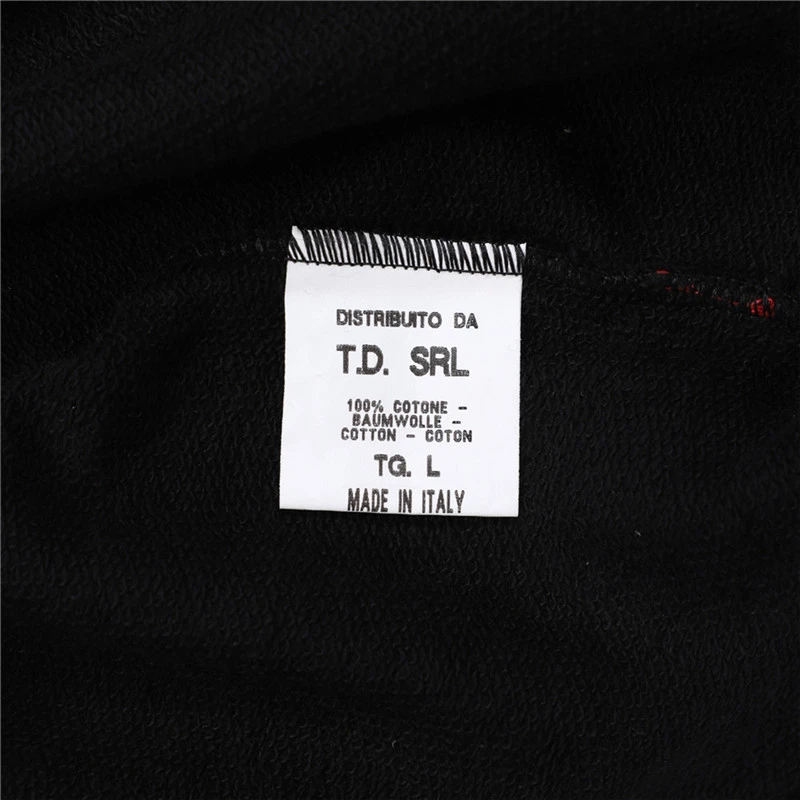 DISTRIBUITO DA
T.D. SRL
100% COTONE -
BAUMWOLLE -
COTTON - COTON
TG. L
MADE IN ITALY